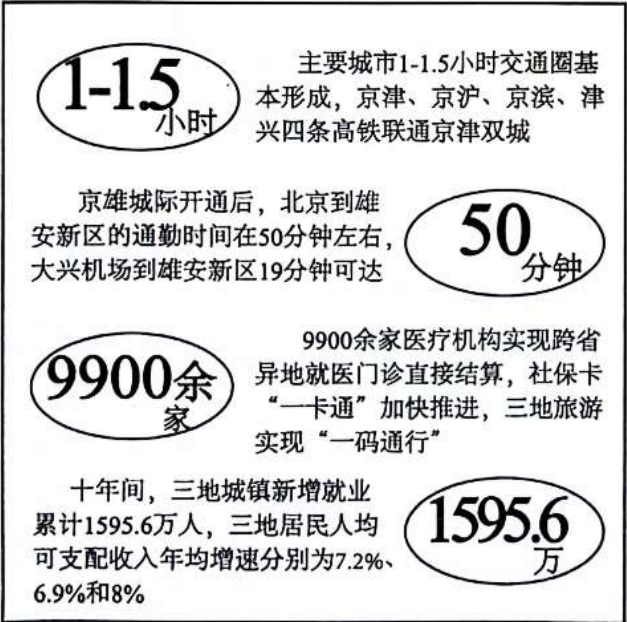 1-1.5
小时
主要城市1-1.5小时交通圈基
本形成，京津、京沪、京滨、津
兴四条高铁联通京津双城
京雄城际开通后，北京到雄
安新区的通勤时间在50分钟左右，
大兴机场到雄安新区19分钟可达
50
分钟
9900余
家
9900余家医疗机构实现跨省
异地就医门诊直接结算，社保卡
“一卡通”加快推进，三地旅游
实现“一码通行”
十年间，三地城镇新增就业
累计1595.6万人，三地居民人均
可支配收入年均增速分别为7.2%、
6.9%和8%
1595.6
万